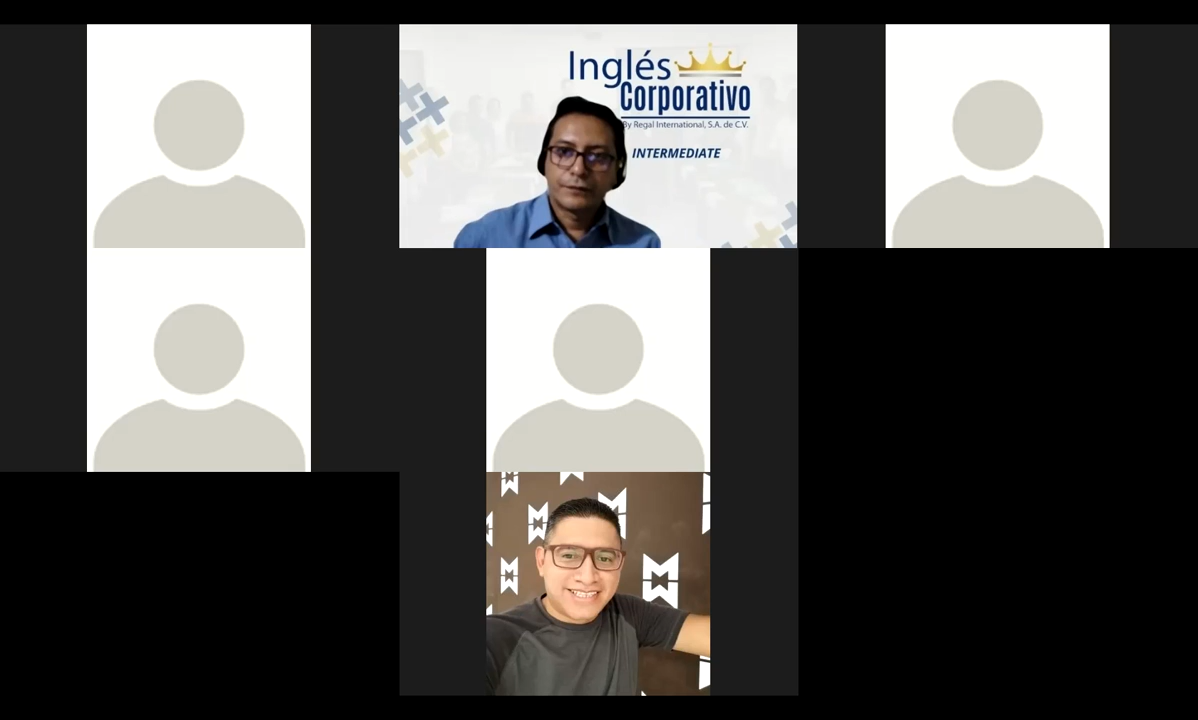 Inglés
Corporativo
By Regal International, S.A. de C.V.
INTERMEDIATE